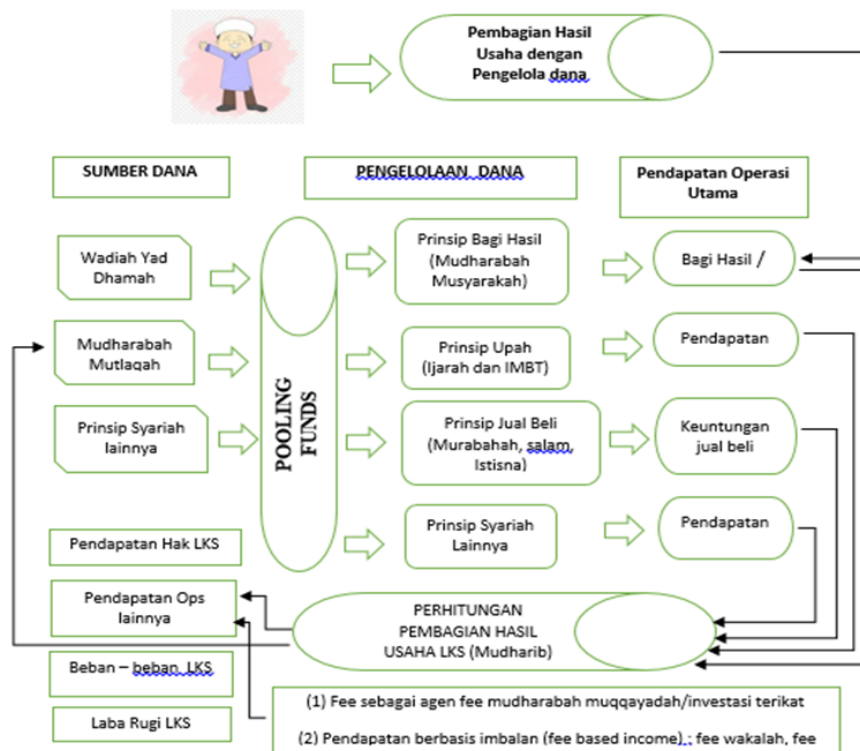 Pembagian Hasil
Usaha dengan
Pengelola dana
SUMBER DANA
PENGELOLAAN DANA
Pendapatan Operasi
Utama
Wadiah Yad
Dhamah
Mudharabah
Mutlaqah
Prinsip Syariah
lainnya
POOLING
FUNDS
Prinsip Bagi Hasil
(Mudharabah
Musyarakah)
Prinsip Upah
(Ijarah dan IMBT)
Prinsip Jual Beli
(Murabahah, salam,
Istisna)
Prinsip Syariah
Lainnya
Bagi Hasil /
Pendapatan
Keuntungan
jual beli
Pendapatan
Pendapatan Hak LKS
Pendapatan Ops
lainnya
Beban – beban LKS
Laba Rugi LKS
PERHITUNGAN
PEMBAGIAN HASIL
USAHA LKS (Mudharib)
(1) Fee sebagai agen fee mudharabah muqqayadah/investasi terikat
(2) Pendapatan berbasis imbalan (fee based income) ; fee wakalah, fee